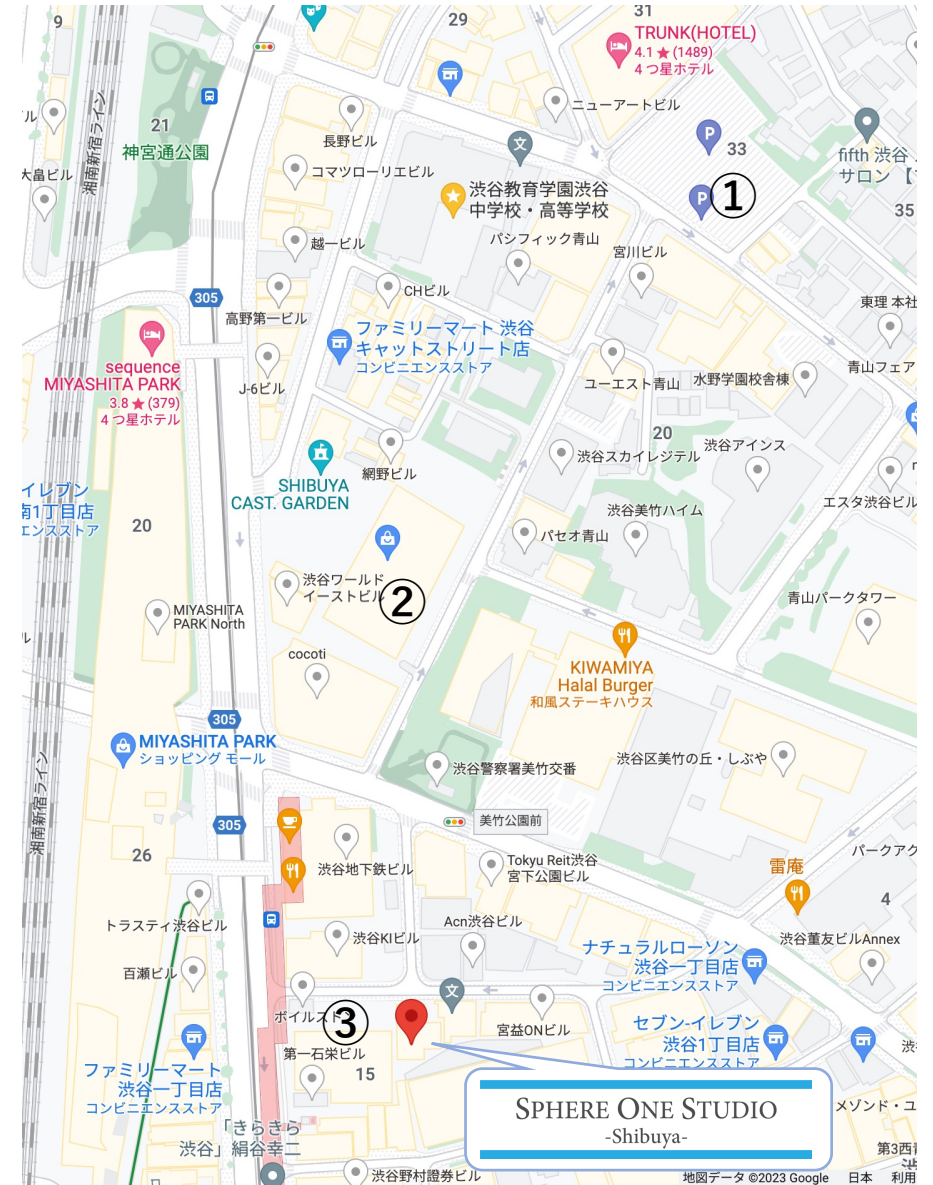 9
29
31
TRUNK(HOTEL)
4.1 ★ (1489)
4 つ星ホテル
ニューアートビル
P
33
21
神宮通公園
湘南新宿ライン
長野ビル
文
fifth 渋谷
サロン
大畠ビル
コマツローリエビル
渋谷教育学園渋谷
中学校・高等学校
P
①
35
越一ビル
パシフィック青山
宮川ビル
305
CHビル
高野第一ビル
東理 本社
ファミリーマート 渋谷
キャットストリート店
コンビニエンスストア
sequence
MIYASHITA PARK
3.8 ★ (379)
4 つ星ホテル
J-6ビル
ユーエスト青山
水野学園校舎棟
青山フェア
20
渋谷アインス
渋谷スカイレジテル
網野ビル
SHIBUYA
CAST. GARDEN
イレブン
南1丁目店
エンスストア
20
エスタ渋谷ビル
渋谷美竹ハイム
パセオ青山
渋谷ワールド
イーストビル
②
MIYASHITA
PARK North
青山パークタワー
cocoti
KIWAMIYA
Halal Burger
和風ステーキハウス
305
MIYASHITA PARK
ショッピング モール
渋谷警察署美竹交番
渋谷区美竹の丘・しぶや
湘南新宿ライン
305
美竹公園前
26
渋谷地下鉄ビル
Tokyu Reit渋谷
宮下公園ビル
雷庵
パークアク
4
トラスティ渋谷ビル
渋谷KIビル
Acn渋谷ビル
ナチュラルローソン
渋谷一丁目店
コンビニエンスストア
渋谷董友ビルAnnex
百瀬ビル
文
ボイルス
③
宮益ONビル
セブン-イレブン
渋谷1丁目店
コンビニエンスストア
渋
第一石栄ビル
15
ファミリーマート
渋谷一丁目店
コンビニエンスストア
SPHERE ONE STUDIO
-Shibuya-
メゾンド・ユ
「きらきら
渋谷」絹谷幸二
第3西青
渋谷野村證券ビル
地図データ ©2023 Google
日本
利用